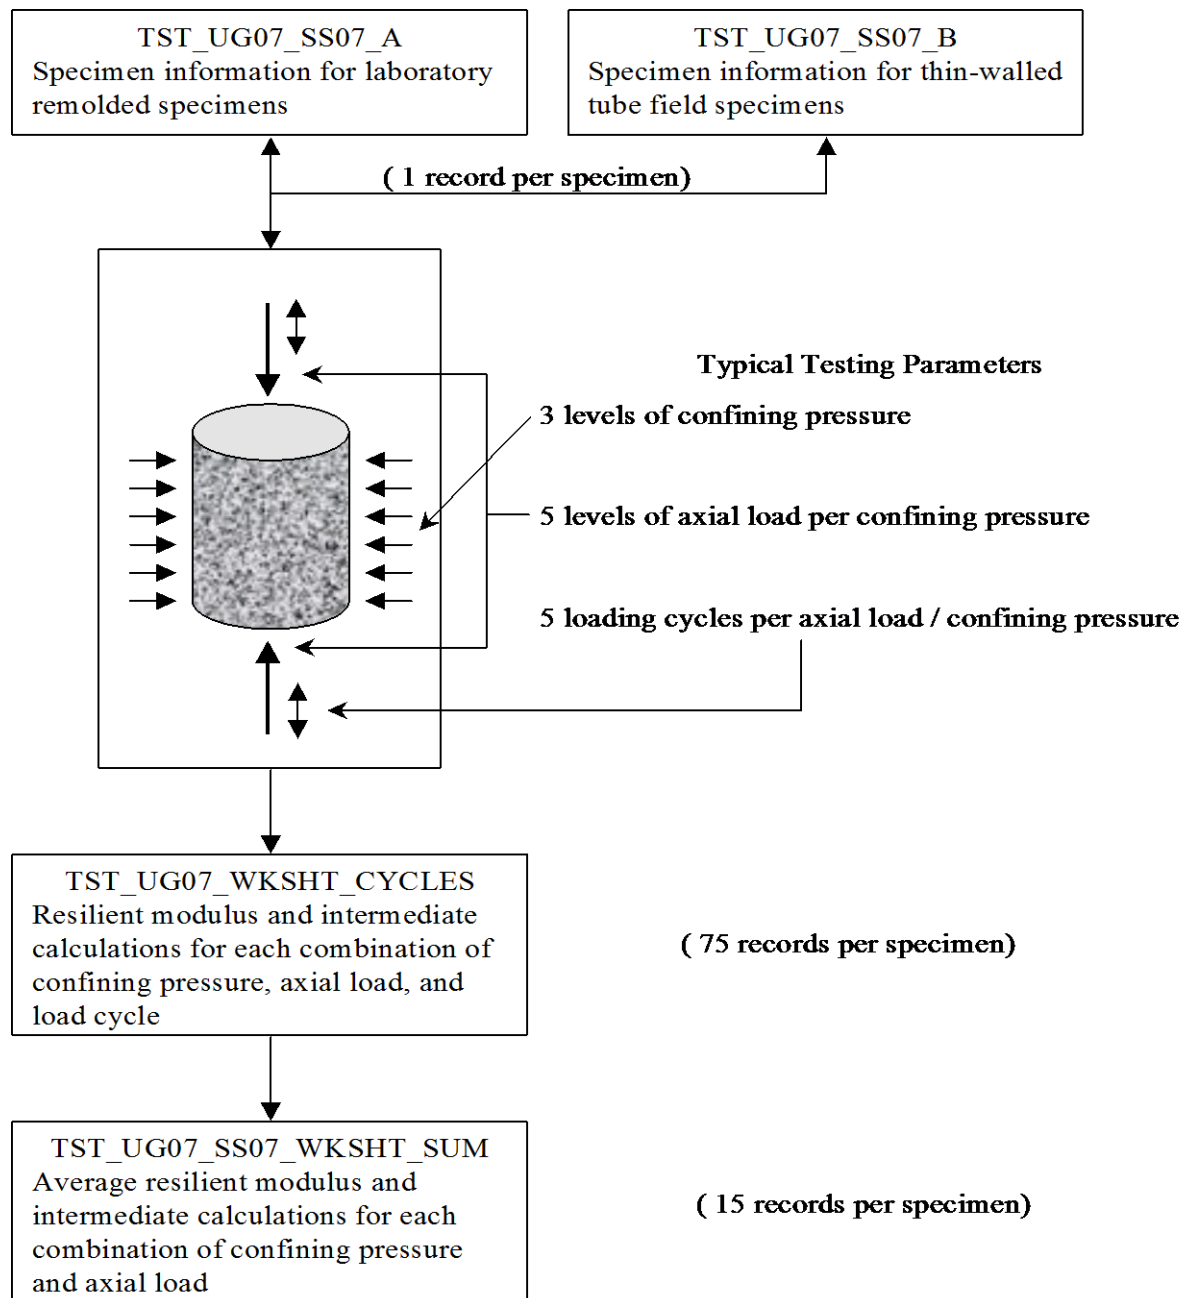 TST_UG07_SS07_A
Specimen information for laboratory
remolded specimens
TST_UG07_SS07_B
Specimen information for thin-walled
tube field specimens
( 1 record per specimen)
Typical Testing Parameters
3 levels of confining pressure
5 levels of axial load per confining pressure
5 loading cycles per axial load / confining pressure
TST_UG07_WKSHT_CYCLES
Resilient modulus and intermediate
calculations for each combination of
confining pressure, axial load, and
load cycle
( 75 records per specimen)
TST_UG07_SS07_WKSHT_SUM
Average resilient modulus and
intermediate calculations for each
combination of confining pressure
and axial load
( 15 records per specimen)